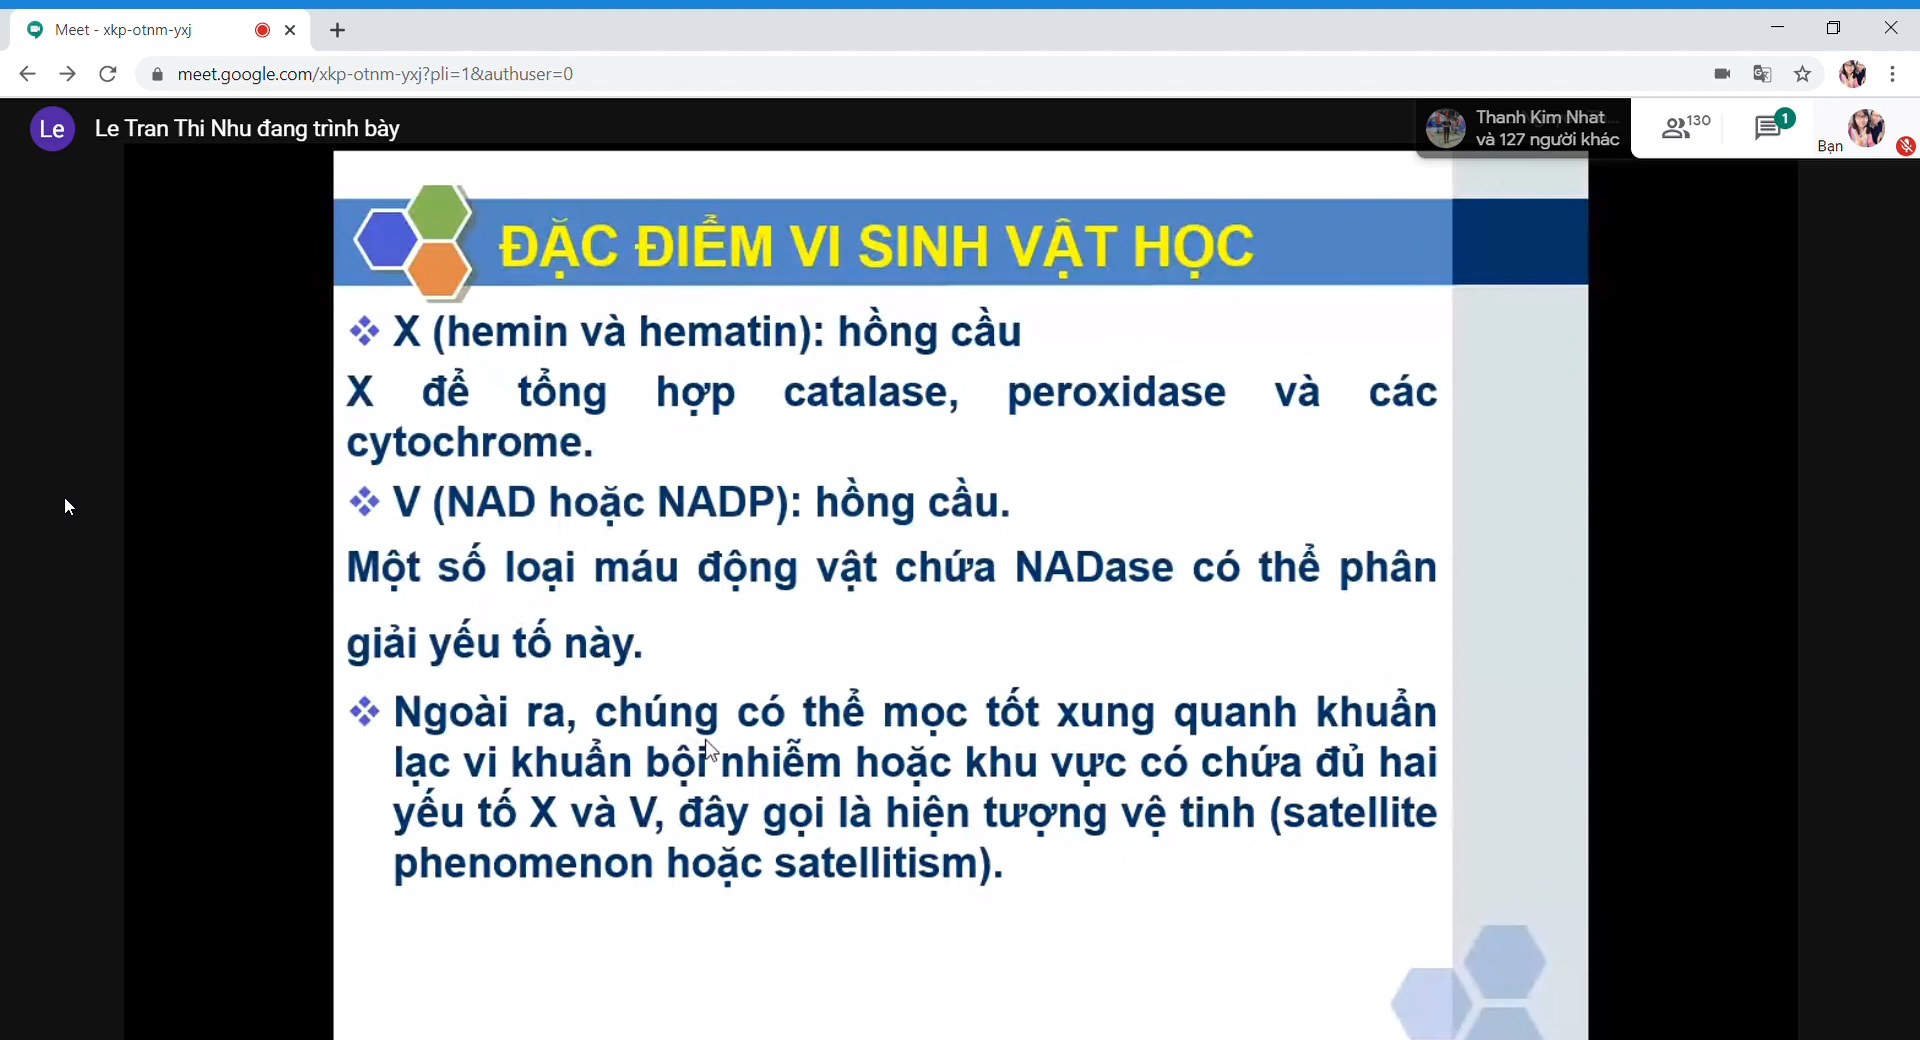 Meet - xkp-otnm-yxj
meet.google.com/xkp-otnm-yxj?pli=1&authuser=0
Le
Le Tran Thi Nhu đang trình bày
Thanh Kim Nhat...
và 127 người khác
130
1
Bạn
ĐẶC ĐIỂM VI SINH VẬT HỌC
X (hemin và hematin): hồng cầu
X để tổng hợp catalase, peroxidase và các
cytochrome.
V (NAD hoặc NADP): hồng cầu.
Một số loại máu động vật chứa NADase có thể phân
giải yếu tố này.
Ngoài ra, chúng có thể mọc tốt xung quanh khuẩn
lạc vi khuẩn bội nhiễm hoặc khu vực có chứa đủ hai
yếu tố X và V, đây gọi là hiện tượng vệ tinh (satellite
phenomenon hoặc satellitism).